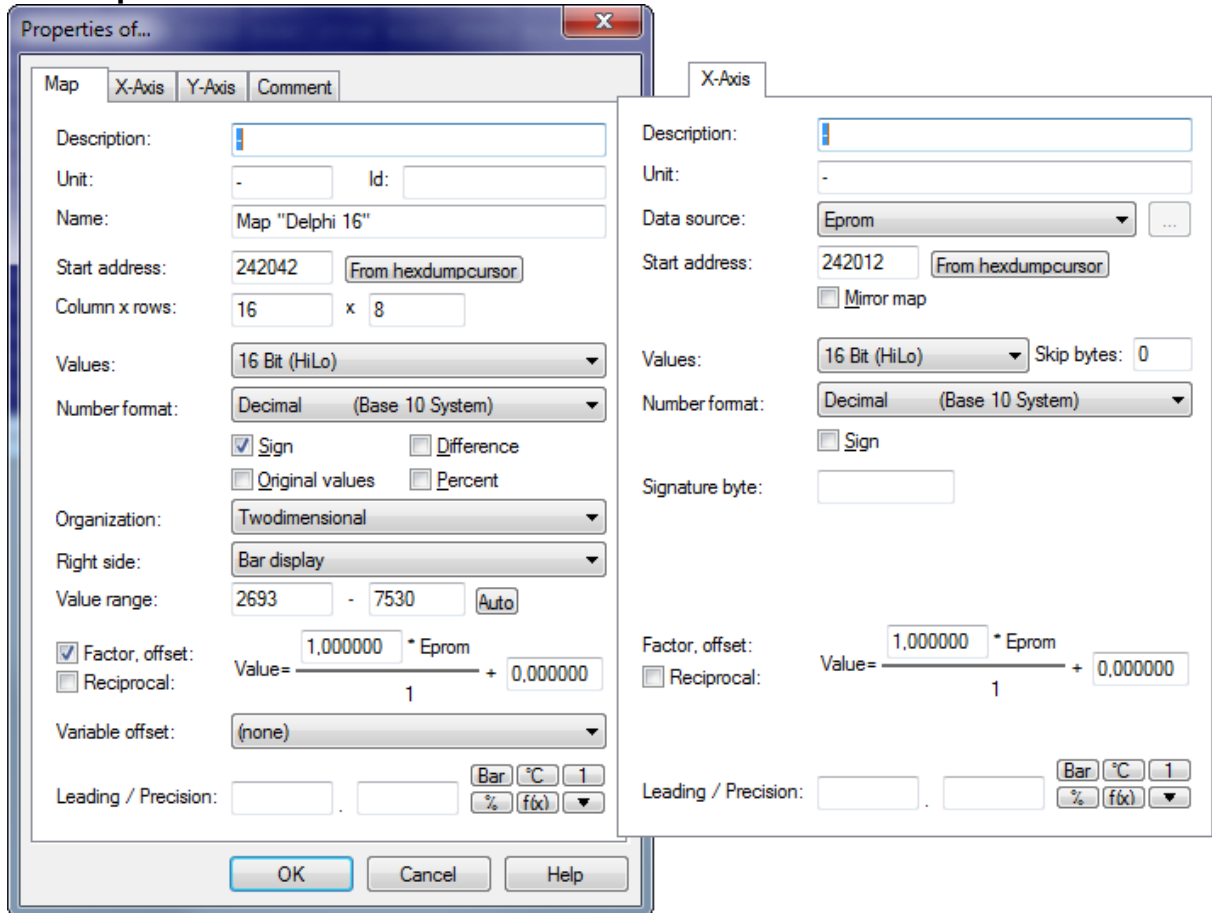 Properties of...
Map X-Axis Y-Axis Comment
Description: -
Unit: - Id:
Name: Map "Delphi 16"
Start address: 242042 From hexdumpcursor
Column x rows: 16 x 8
Values: 16 Bit (HiLo)
Number format: Decimal (Base 10 System)
Sign Difference
Original values Percent
Organization: Twodimensional
Right side: Bar display
Value range: 2693 - 7530 Auto
Factor, offset: Value= 1,000000 * Eprom
Reciprocal: 1 + 0,000000
Variable offset: (none)
Leading / Precision: . Bar °C 1
% f(x)
OK Cancel Help
X-Axis
Description: -
Unit: -
Data source: Eprom ...
Start address: 242012 From hexdumpcursor
Mirror map
Values: 16 Bit (HiLo) Skip bytes: 0
Number format: Decimal (Base 10 System)
Sign
Signature byte:
Factor, offset: Value= 1,000000 * Eprom
Reciprocal: 1 + 0,000000
Leading / Precision: . Bar °C 1
% f(x)